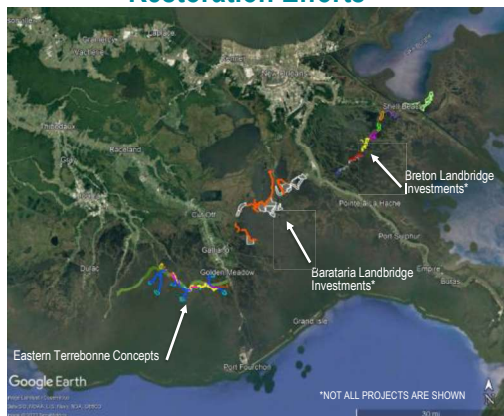 Restoration Efforts
New Orleans
Shell Beach
Thibodaux
Raceland
Breton Landbridge
Investments*
Pointe à La Hache
Cut Off
Port Sulphur
Galliano
Barataria Landbridge
Investments*
Empire
Buras
Dulac
Golden Meadow
Grand Isle
Eastern Terrebonne Concepts
Port Fourchon
Google Earth
*NOT ALL PROJECTS ARE SHOWN
30 mi